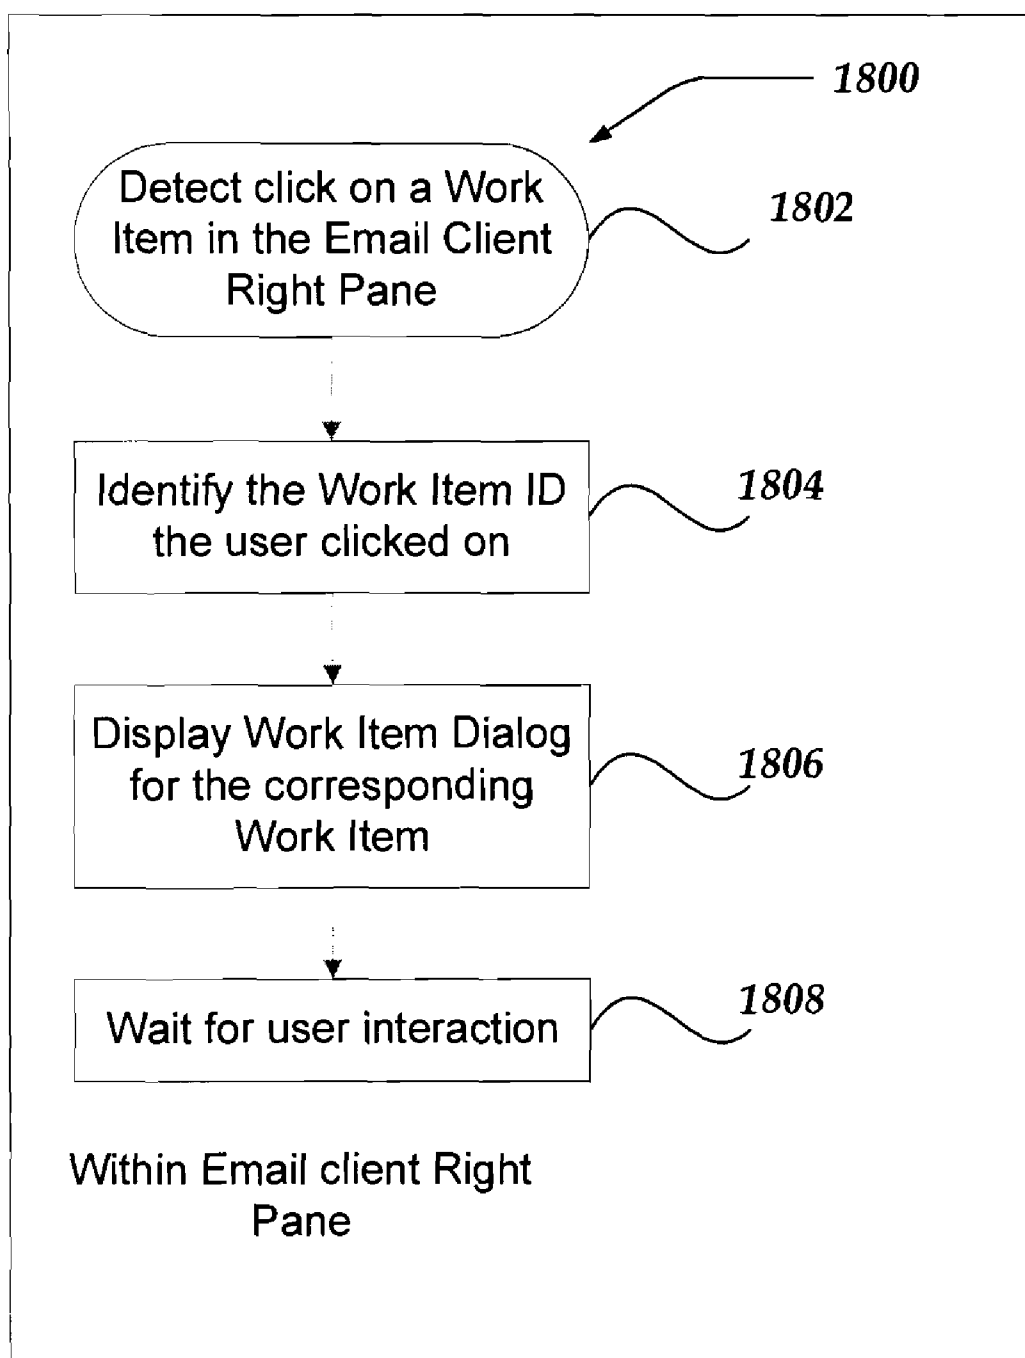 1800
Detect click on a Work
Item in the Email Client
Right Pane
1802
Identify the Work Item ID
the user clicked on
1804
Display Work Item Dialog
for the corresponding
Work Item
1806
Wait for user interaction
1808
Within Email client Right
Pane